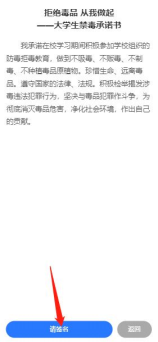 拒绝毒品 从我做起
——大学生禁毒承诺书
我承诺在校学习期间积极参加学校组织的
防毒拒毒教育，做到不吸毒、不贩毒、不制
毒、不种植毒品原植物。珍惜生命、远离毒
品。遵守国家的法律、法规。积极检举揭发涉
毒违法犯罪行为，坚决与毒品犯罪作斗争，为
彻底消灭毒品危害，净化社会环境，作出自己
的贡献。
请签名
返回